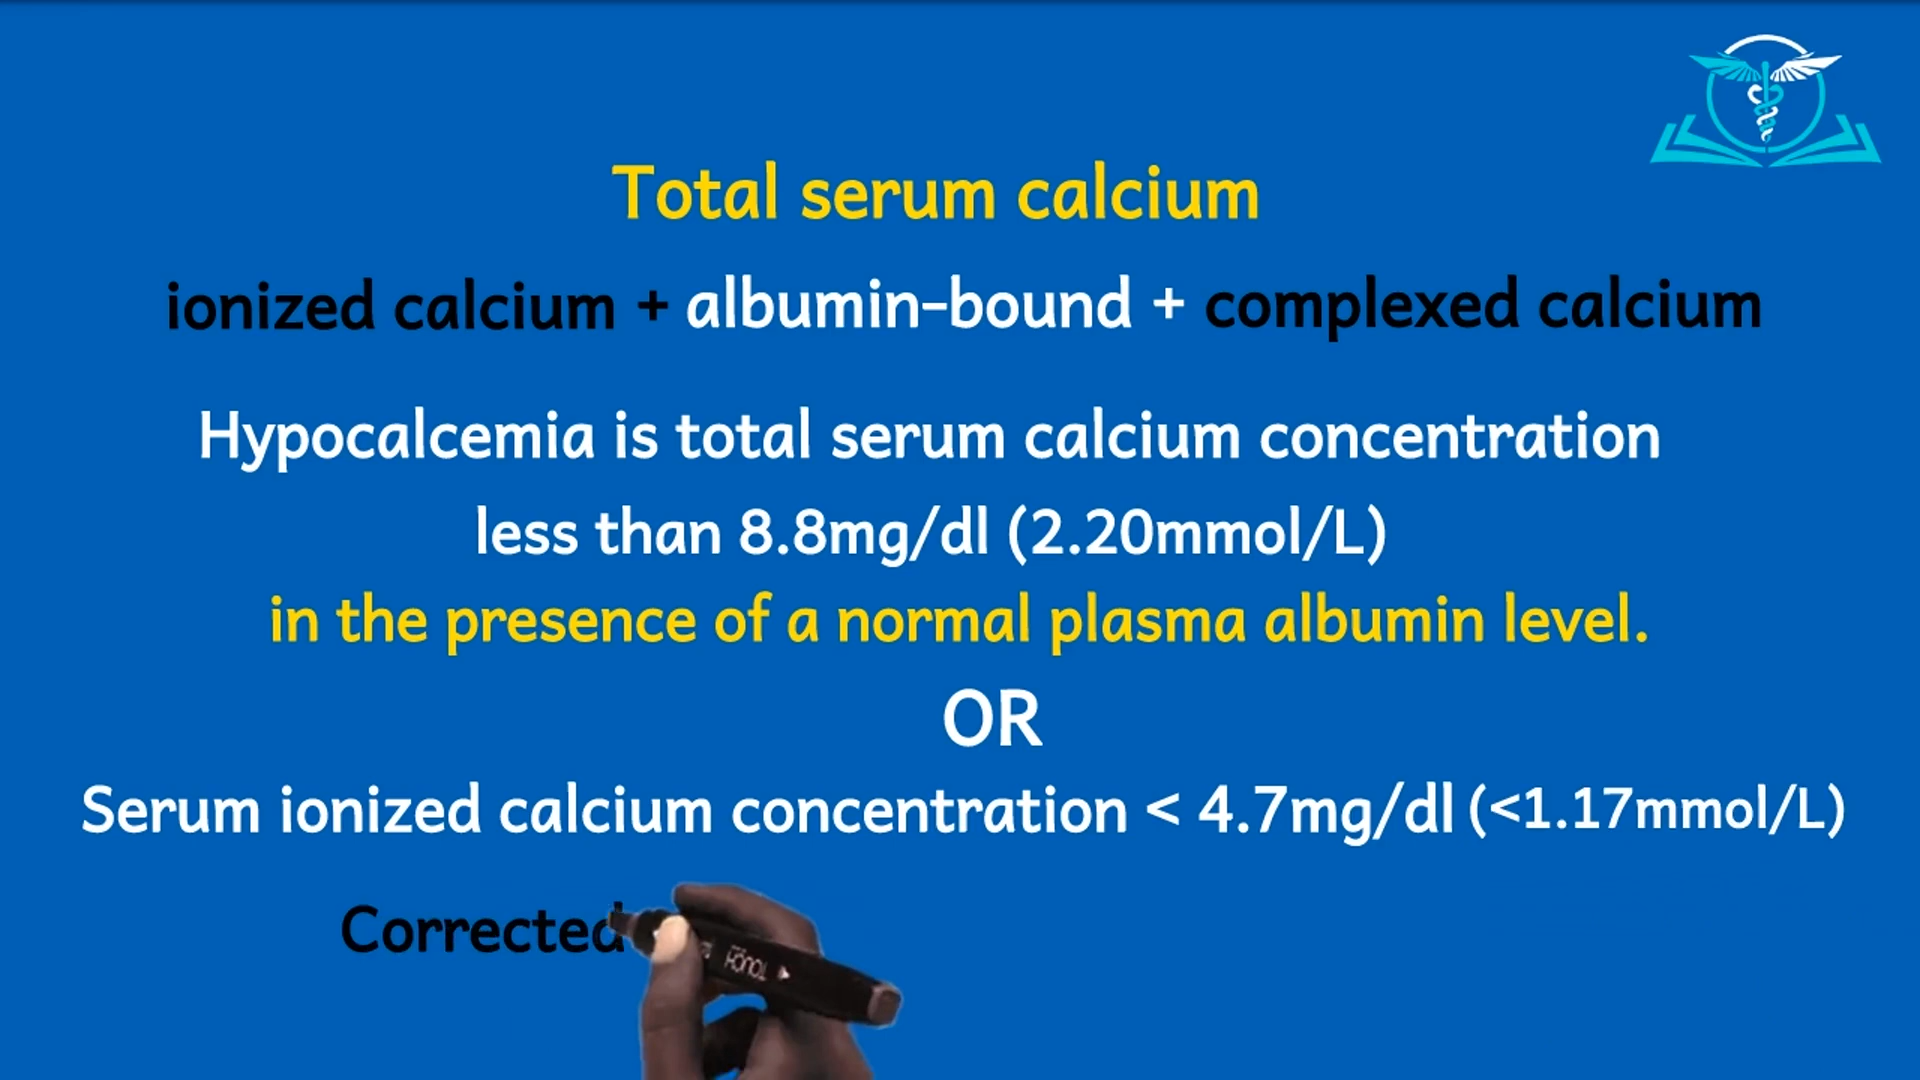 Total serum calcium
ionized calcium + albumin-bound + complexed calcium
Hypocalcemia is total serum calcium concentration
less than 8.8mg/dl (2.20mmol/L)
in the presence of a normal plasma albumin level.
OR
Serum ionized calcium concentration < 4.7mg/dl (<1.17mmol/L)
Corrected
TOUCH